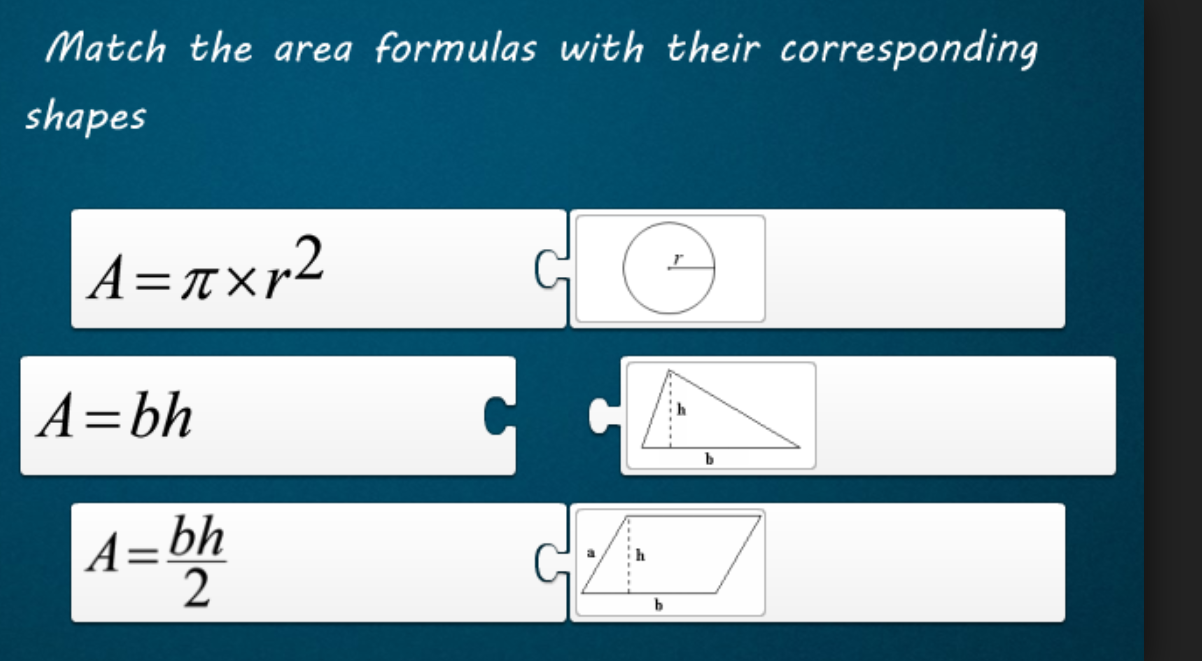 Match the area formulas with their corresponding
shapes
A=π×r²
r
A=bh
h
b
A=bh/2
a
h
b